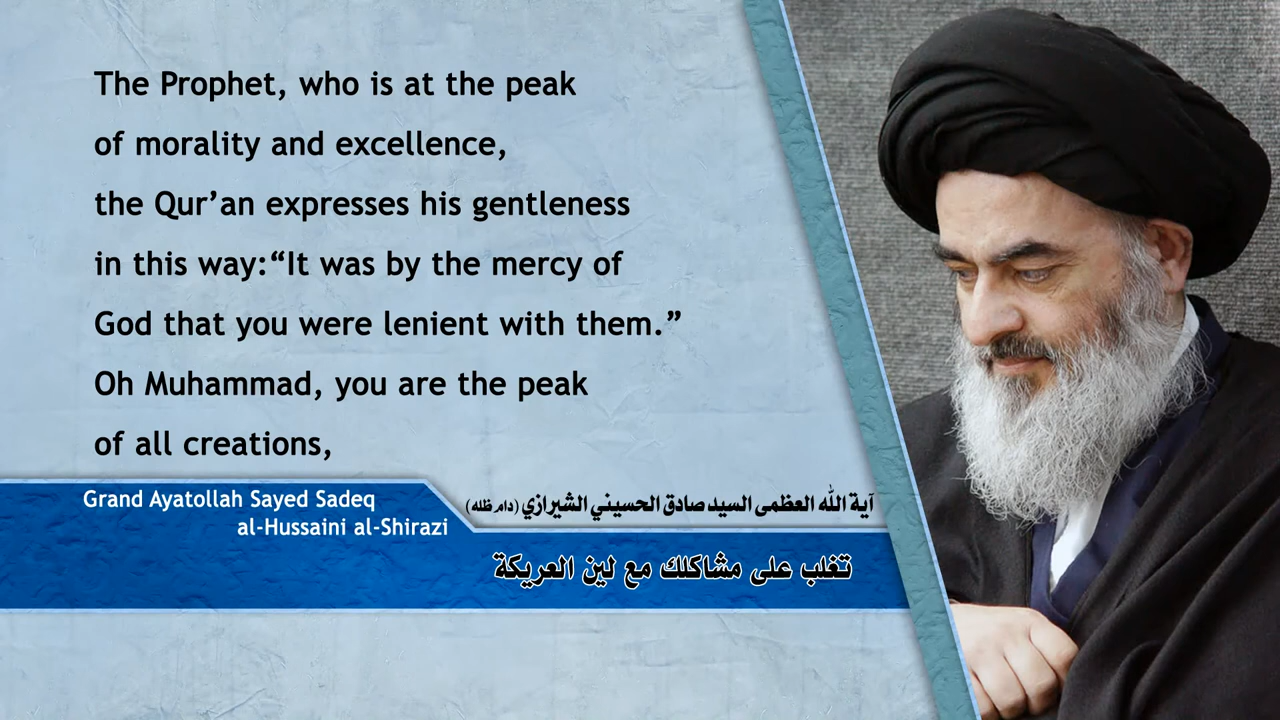 The Prophet, who is at the peak
of morality and excellence,
the Qur’an expresses his gentleness
in this way:“It was by the mercy of
God that you were lenient with them.”
Oh Muhammad, you are the peak
of all creations,
Grand Ayatollah Sayed Sadeq
al-Hussaini al-Shirazi
آية الله العظمى السيد صادق الحسيني الشيرازي (دام ظله)
تغلب على مشاكلك مع لين العريكة